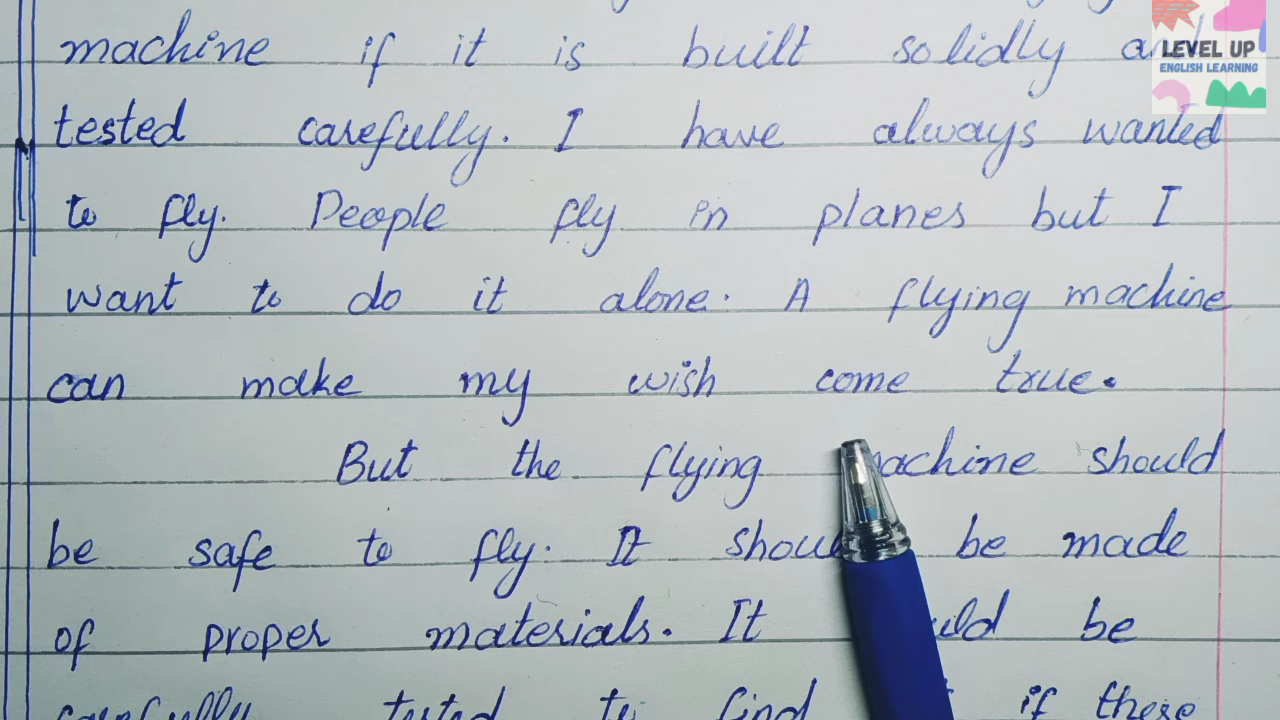 machine if it is built solidly and
LEVEL UP
ENGLISH LEARNING
tested carefully. I have always wanted
to fly. People fly in planes but I
want to do it alone. A flying machine
can make my wish come true.
But the flying machine should
be safe to fly. It should be made
of proper materials. It should be
carefully tested to find if there